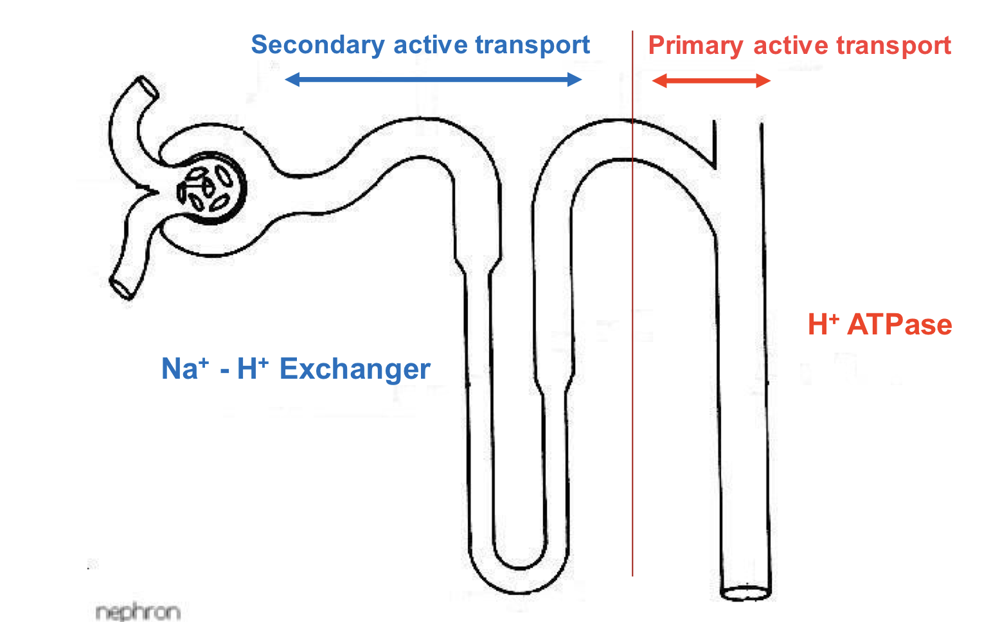 Secondary active transport
Primary active transport
H⁺ ATPase
Na⁺ - H⁺ Exchanger
nephron